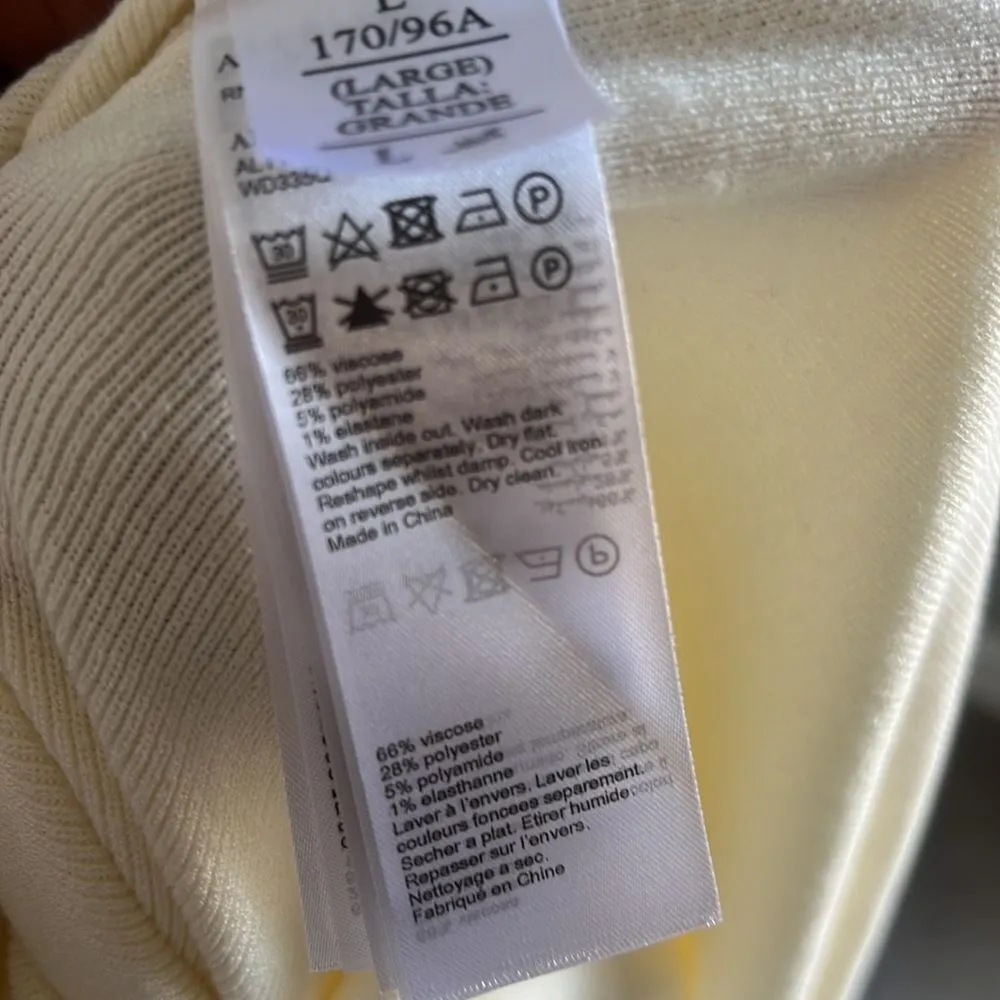 L
170/96A
(LARGE)
TALLA:
GRANDE
L
30
P
30
P
66% viscose
28% polyester
5% polyamide
1% elastane
Wash inside out. Wash dark
colours separately. Dry flat.
Reshape whilst damp. Cool iron
on reverse side. Dry clean.
Made in China
66% viscose
28% polyester
5% polyamide
1% elasthanne
Laver à l'envers. Laver les
couleurs foncees separement.
Secher a plat. Etirer humide
Repasser sur l'envers.
Nettoyage a sec.
Fabriqué en Chine